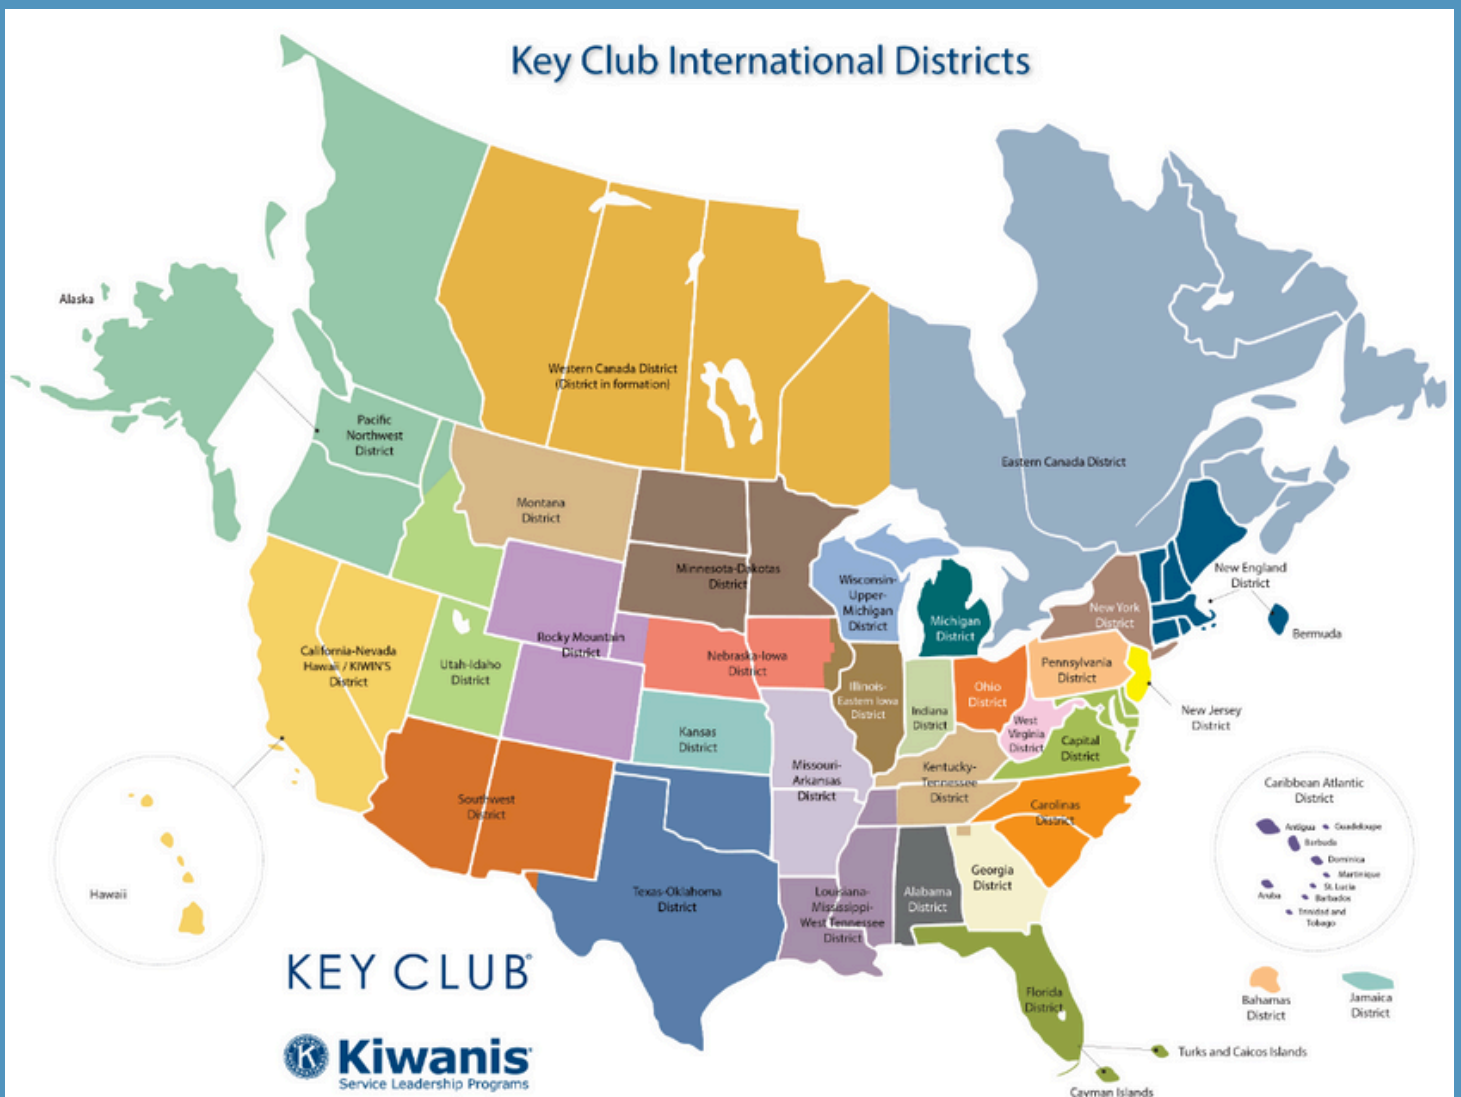 Key Club International Districts
Alaska
Western Canada District
(District in formation)
Pacific
Northwest
District
Eastern Canada District
Montana
District
Minnesota-Dakotas
District
Wisconsin-
Upper-
Michigan
District
Michigan
District
New York
District
New England
District
Bermuda
California-Nevada
Hawaii / KIWIN'S
District
Utah-Idaho
District
Rocky Mountain
District
Nebraska-Iowa
District
Illinois-
Eastern Iowa
District
Indiana
District
Ohio
District
Pennsylvania
District
New Jersey
District
West
Virginia
District
Capital
District
Kansas
District
Missouri-
Arkansas
District
Kentucky-
Tennessee
District
Carolinas
District
Southwest
District
Texas-Oklahoma
District
Louisiana-
Mississippi-
West Tennessee
District
Alabama
District
Georgia
District
Florida
District
Hawaii
Caribbean Atlantic
District
Antigua
Guadeloupe
Berbuda
Dominica
Martinique
St. Lucia
Aruba
Barbados
Trinidad and
Tobago
Bahamas
District
Jamaica
District
Turks and Caicos Islands
Cayman Islands
KEY CLUB®
K
Kiwanis®
Service Leadership Programs